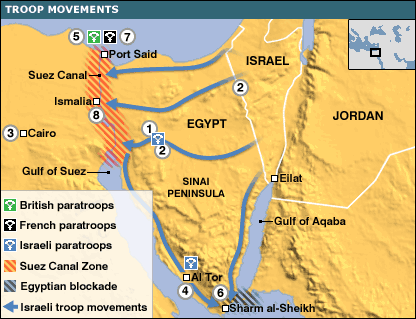 TROOP MOVEMENTS
5
7
Port Said
ISRAEL
Suez Canal
2
Ismalia
8
EGYPT
JORDAN
3
Cairo
1
2
Gulf of Suez
SINAI
PENINSULA
Eilat
British paratroops
French paratroops
Israeli paratroops
Suez Canal Zone
Egyptian blockade
Israeli troop movements
Gulf of Aqaba
Al Tor
4
6
Sharm al-Sheikh